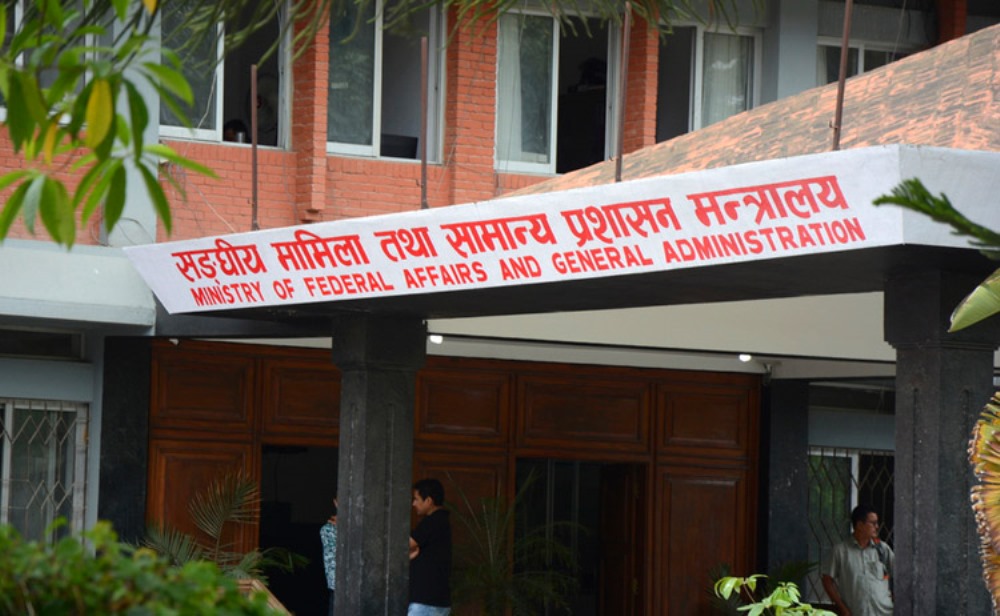 सङ्घीय मामिला तथा सामान्य प्रशासन मन्त्रालय
MINISTRY OF FEDERAL AFFAIRS AND GENERAL ADMINISTRATION